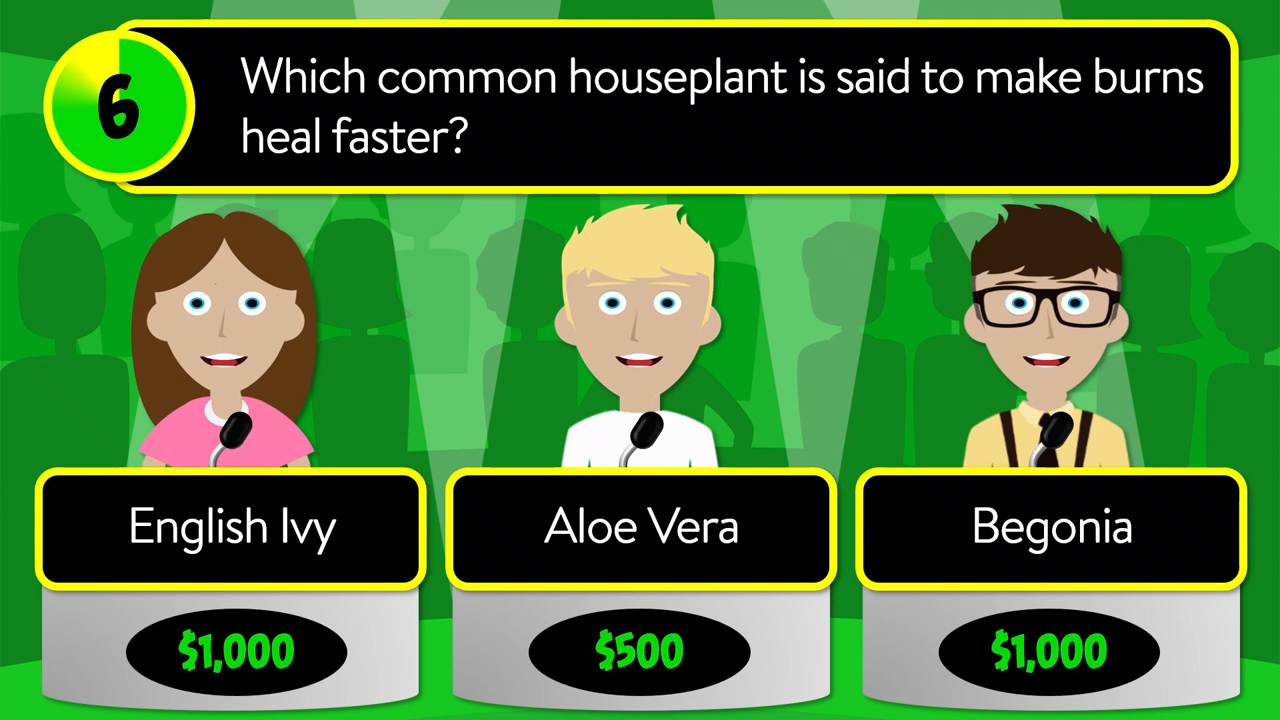 6
Which common houseplant is said to make burns
heal faster?
English Ivy
Aloe Vera
Begonia
$1,000
$500
$1,000